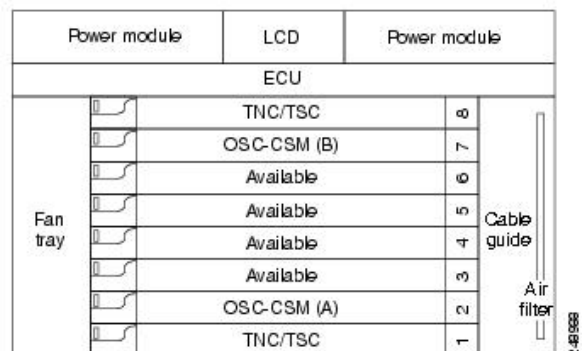 Power module
LCD
Power module
ECU
TNC/TSC
8
OSC-CSM (B)
7
Available
6
Available
5
Available
4
Available
3
OSC-CSM (A)
2
TNC/TSC
1
Fan
tray
Cable
guide
Air
filter